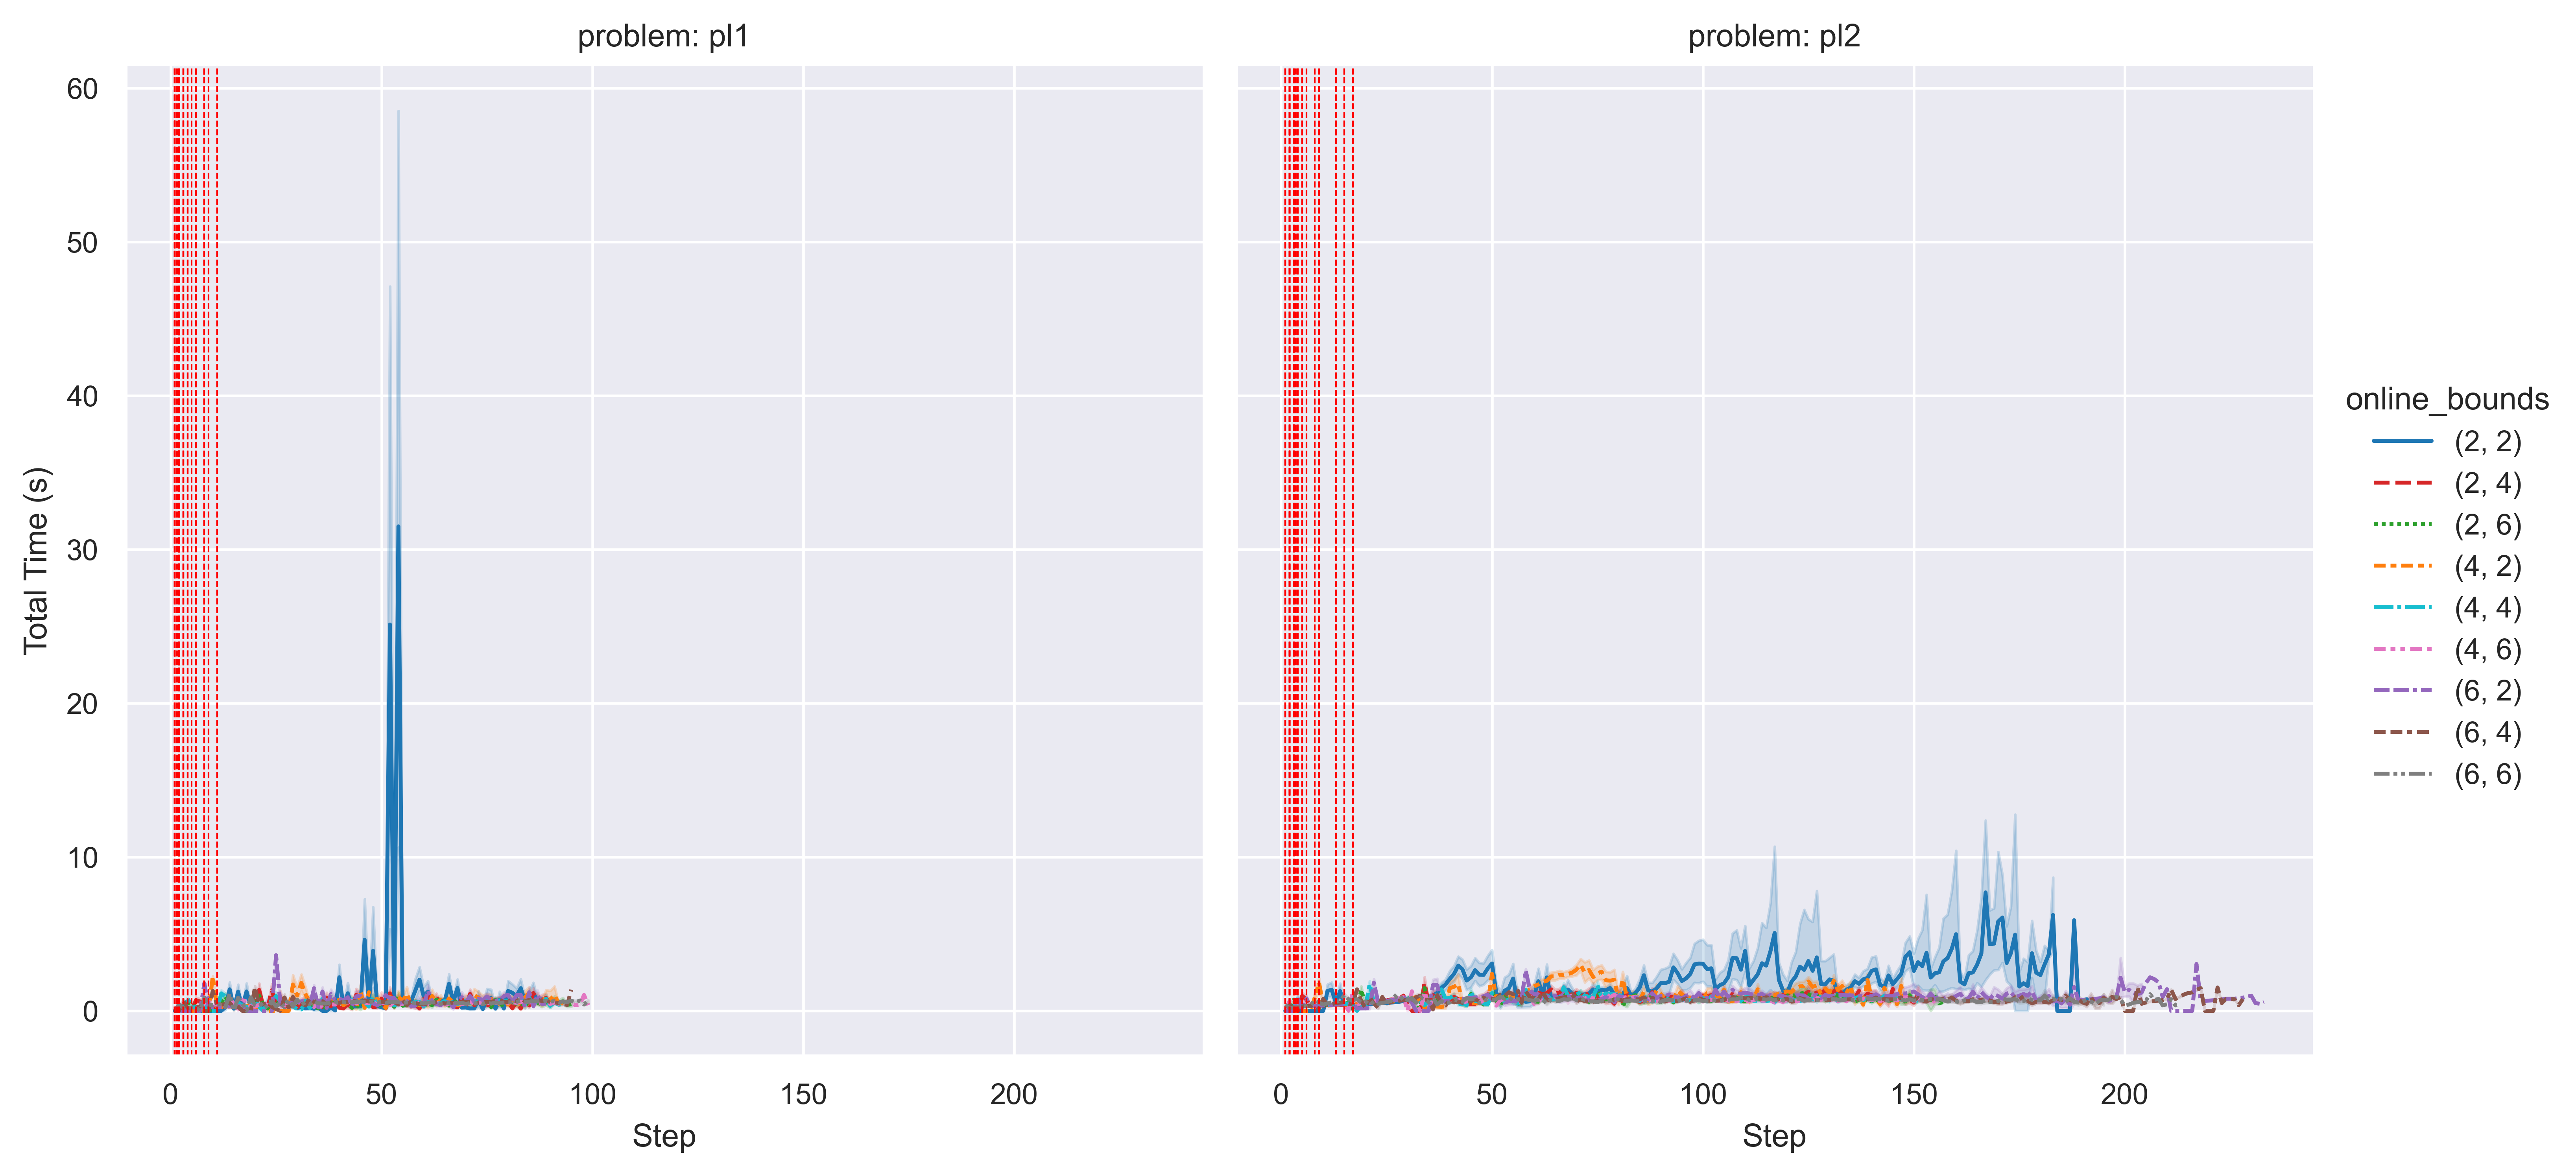 problem: pl1
problem: pl2
60
50
40
30
20
10
0
Total Time (s)
0 50 100 150 200
0 50 100 150 200
Step
Step
online_bounds
(2, 2)
(2, 4)
(2, 6)
(4, 2)
(4, 4)
(4, 6)
(6, 2)
(6, 4)
(6, 6)